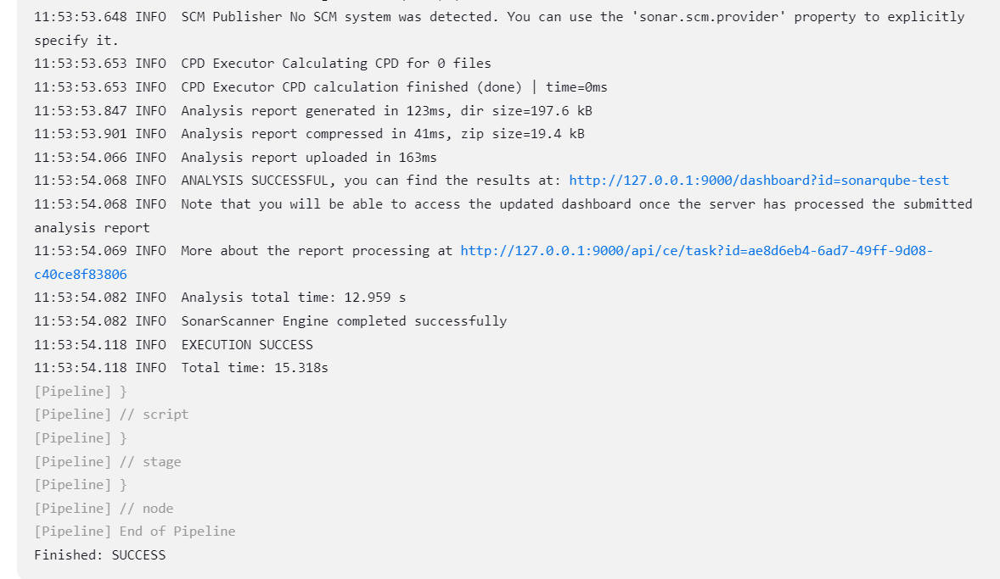 11:53:53.648 INFO  SCM Publisher No SCM system was detected. You can use the 'sonar.scm.provider' property to explicitly
specify it.
11:53:53.653 INFO  CPD Executor Calculating CPD for 0 files
11:53:53.653 INFO  CPD Executor CPD calculation finished (done) | time=0ms
11:53:53.847 INFO  Analysis report generated in 123ms, dir size=197.6 kB
11:53:53.901 INFO  Analysis report compressed in 41ms, zip size=19.4 kB
11:53:54.066 INFO  Analysis report uploaded in 163ms
11:53:54.068 INFO  ANALYSIS SUCCESSFUL, you can find the results at: http://127.0.0.1:9000/dashboard?id=sonarqube-test
11:53:54.068 INFO  Note that you will be able to access the updated dashboard once the server has processed the submitted
analysis report
11:53:54.069 INFO  More about the report processing at http://127.0.0.1:9000/api/ce/task?id=ae8d6eb4-6ad7-49ff-9d08-
c40ce8f83806
11:53:54.082 INFO  Analysis total time: 12.959 s
11:53:54.082 INFO  SonarScanner Engine completed successfully
11:53:54.118 INFO  EXECUTION SUCCESS
11:53:54.118 INFO  Total time: 15.318s
[Pipeline] }
[Pipeline] // script
[Pipeline] }
[Pipeline] // stage
[Pipeline] }
[Pipeline] // node
[Pipeline] End of Pipeline
Finished: SUCCESS